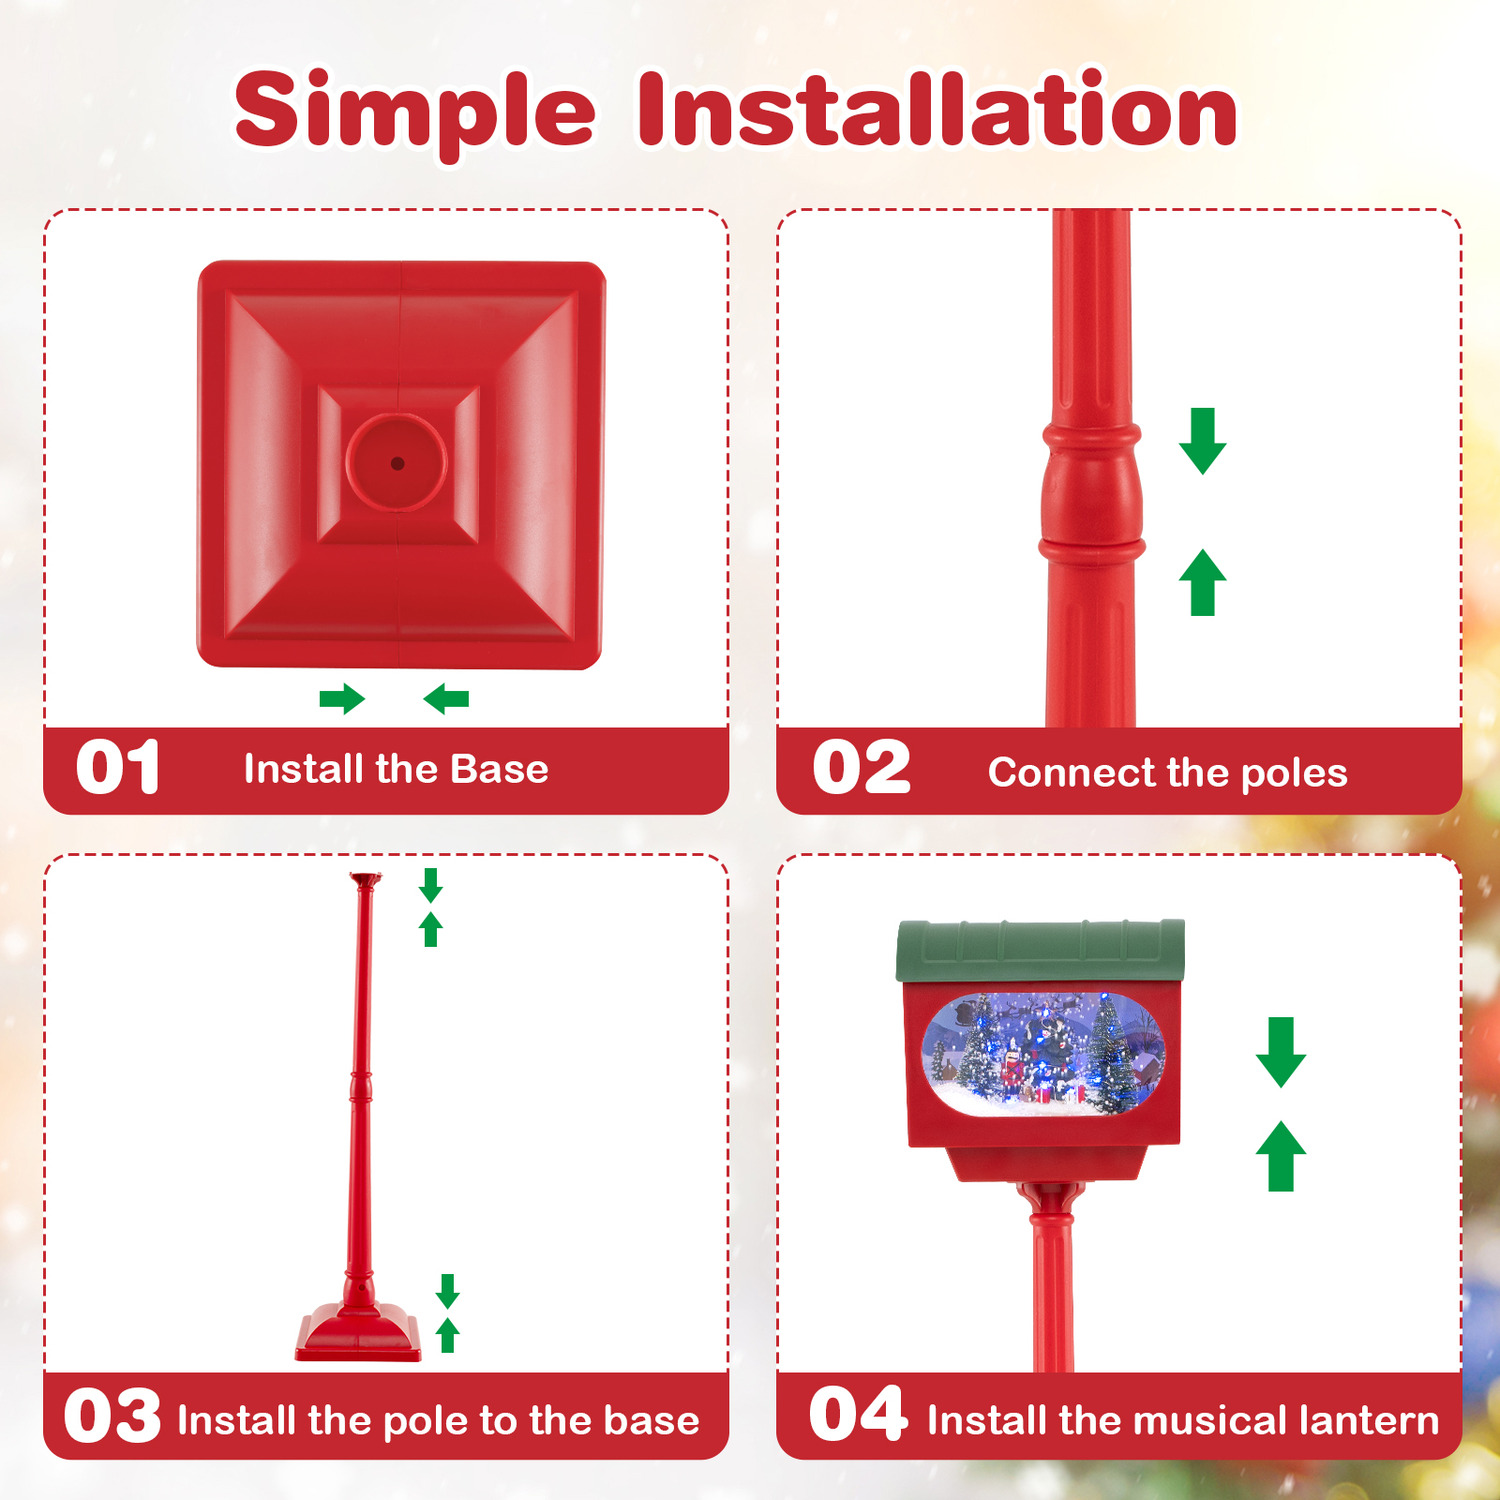 Simple Installation
01 Install the Base
02 Connect the poles
03 Install the pole to the base
04 Install the musical lantern